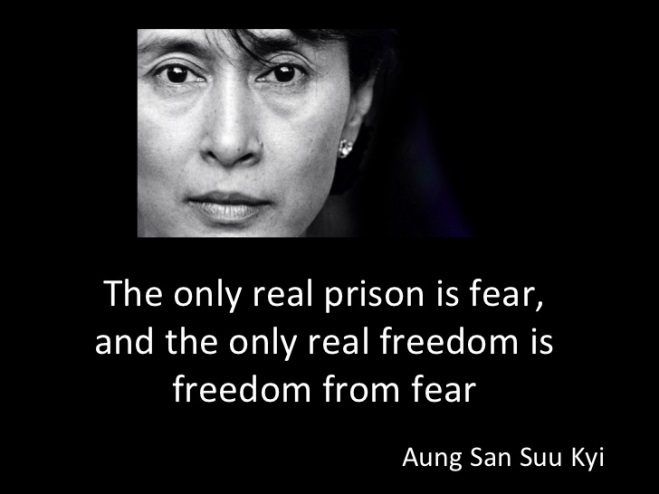 The only real prison is fear,
and the only real freedom is
freedom from fear
Aung San Suu Kyi